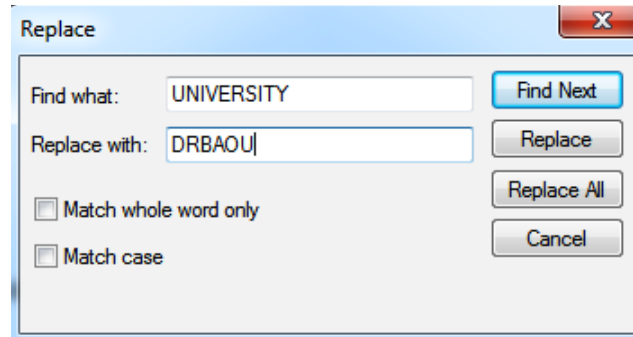 Replace
Find what: UNIVERSITY Find Next
Replace with: DRBAOU Replace
Replace All
Match whole word only
Cancel
Match case